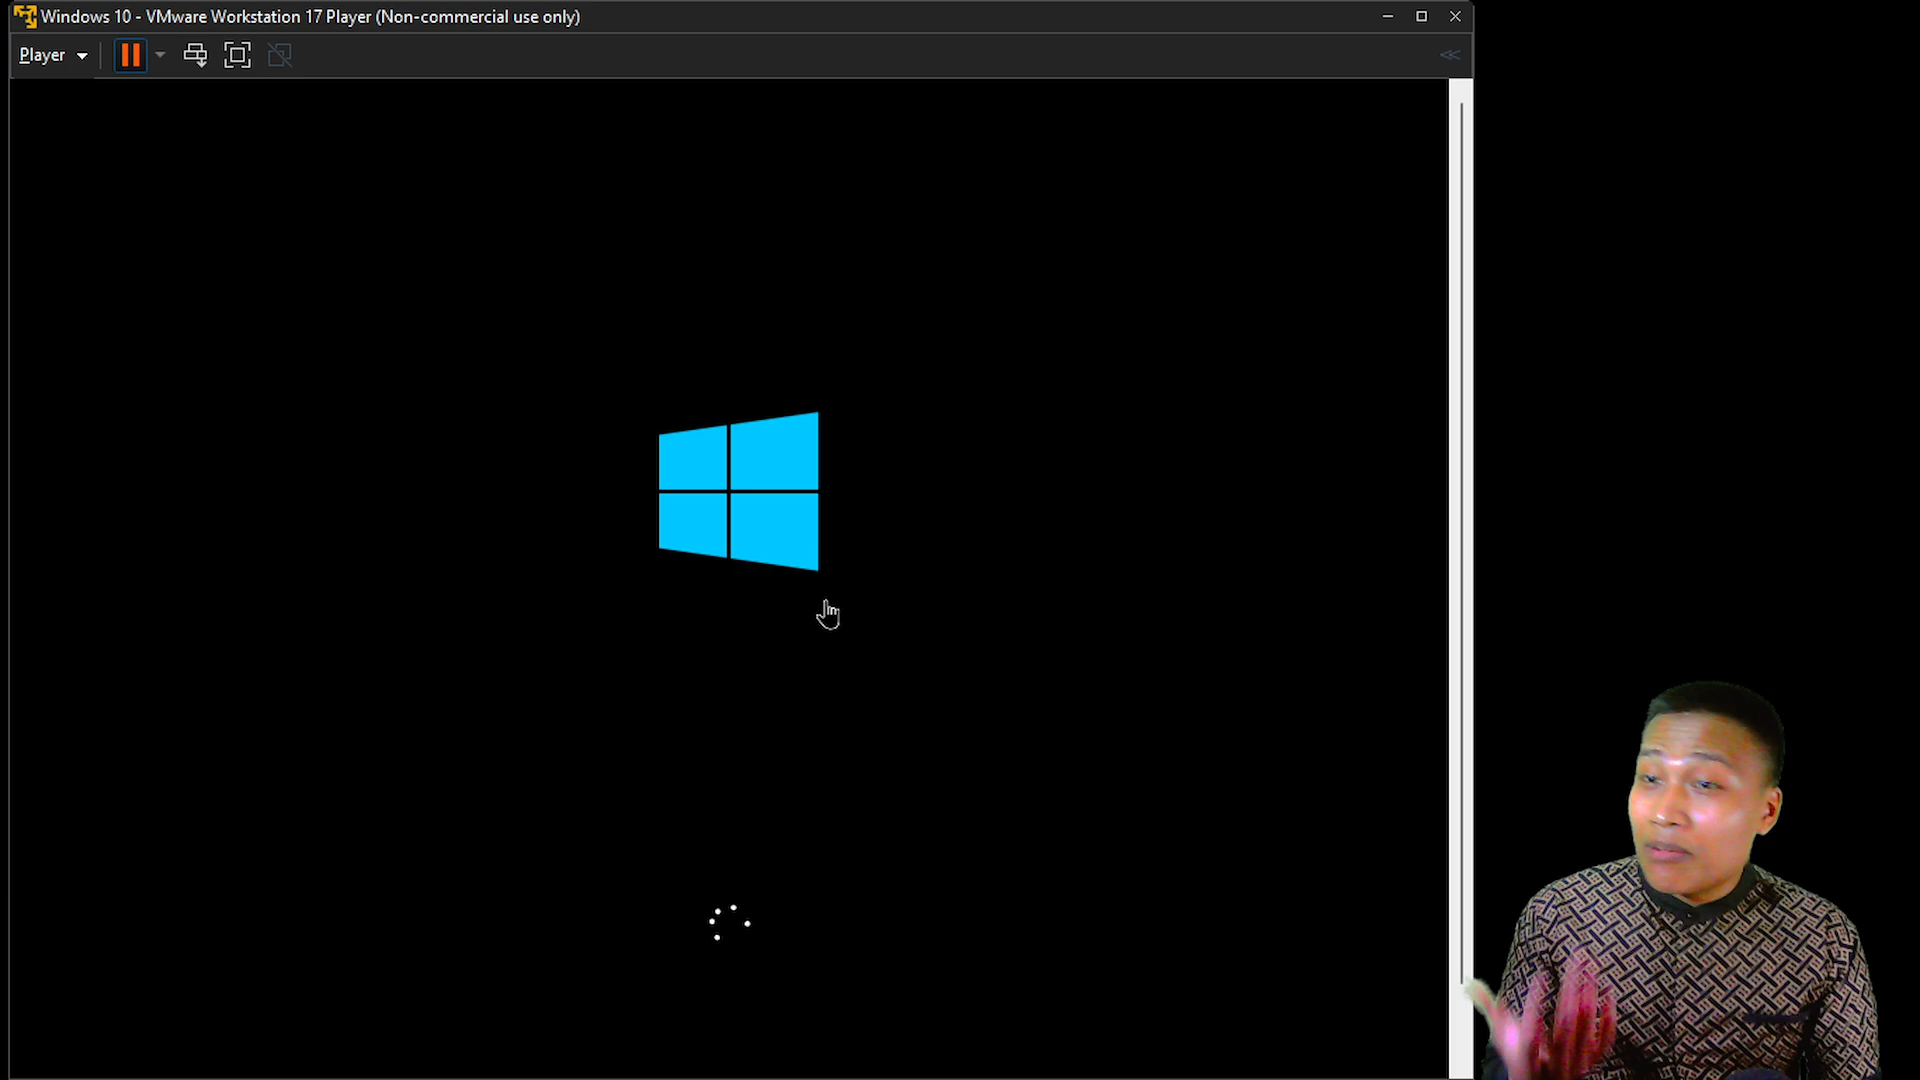 Windows 10 - VMware Workstation 17 Player (Non-commercial use only)
Player